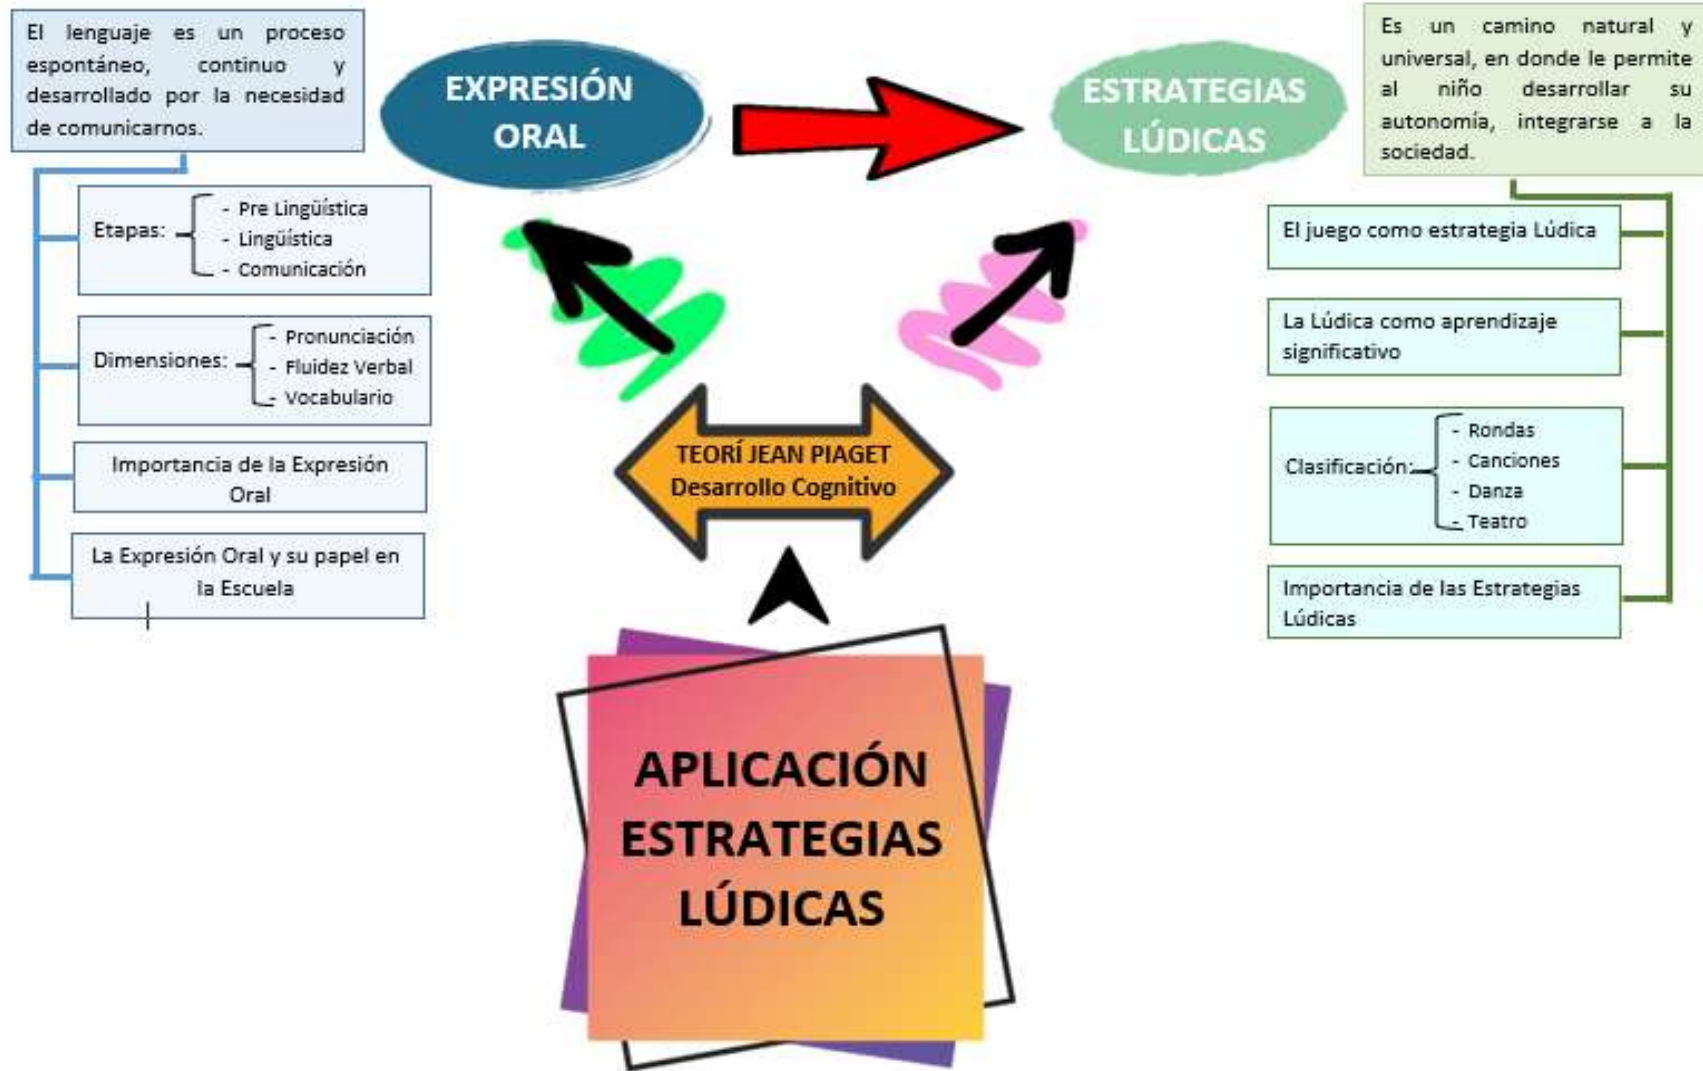 El lenguaje es un proceso
espontáneo, continuo y
desarrollado por la necesidad
de comunicarnos.
Etapas:
- Pre Lingüística
- Lingüística
- Comunicación
Dimensiones:
- Pronunciación
- Fluidez Verbal
- Vocabulario
Importancia de la Expresión
Oral
La Expresión Oral y su papel en
la Escuela
EXPRESIÓN
ORAL
ESTRATEGIAS
LÚDICAS
Es un camino natural y
universal, en donde le permite
al niño desarrollar su
autonomía, integrarse a la
sociedad.
El juego como estrategia Lúdica
La Lúdica como aprendizaje
significativo
Clasificación:
- Rondas
- Canciones
- Danza
- Teatro
Importancia de las Estrategias
Lúdicas
TEORÍ JEAN PIAGET
Desarrollo Cognitivo
APLICACIÓN
ESTRATEGIAS
LÚDICAS